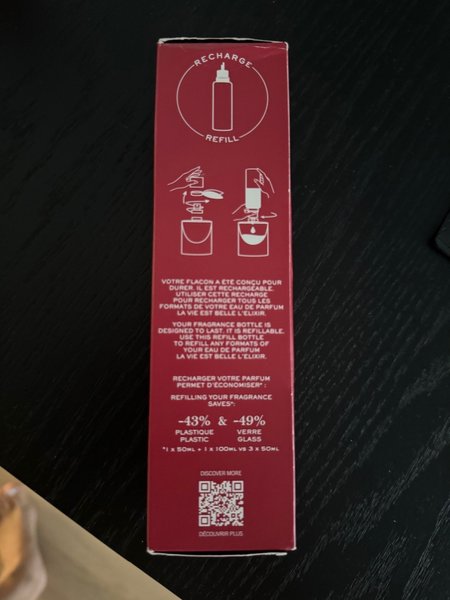 RECHARGE
REFILL
VOTRE FLACON A ÉTÉ CONÇU POUR
DURER. IL EST RECHARGEABLE.
UTILISER CETTE RECHARGE
POUR RECHARGER TOUS LES
FORMATS DE VOTRE EAU DE PARFUM
LA VIE EST BELLE L'ELIXIR.
YOUR FRAGRANCE BOTTLE IS
DESIGNED TO LAST. IT IS REFILLABLE.
USE THIS REFILL BOTTLE
TO REFILL ANY FORMATS OF
YOUR EAU DE PARFUM
LA VIE EST BELLE L'ELIXIR.
RECHARGER VOTRE PARFUM
PERMET D'ÉCONOMISER* :
REFILLING YOUR FRAGRANCE
SAVES*:
-43% & -49%
PLASTIQUE VERRE
PLASTIC GLASS
*1 x 50ML + 1 x 100ML vs 3 x 50ML
DISCOVER MORE
DÉCOUVRIR PLUS